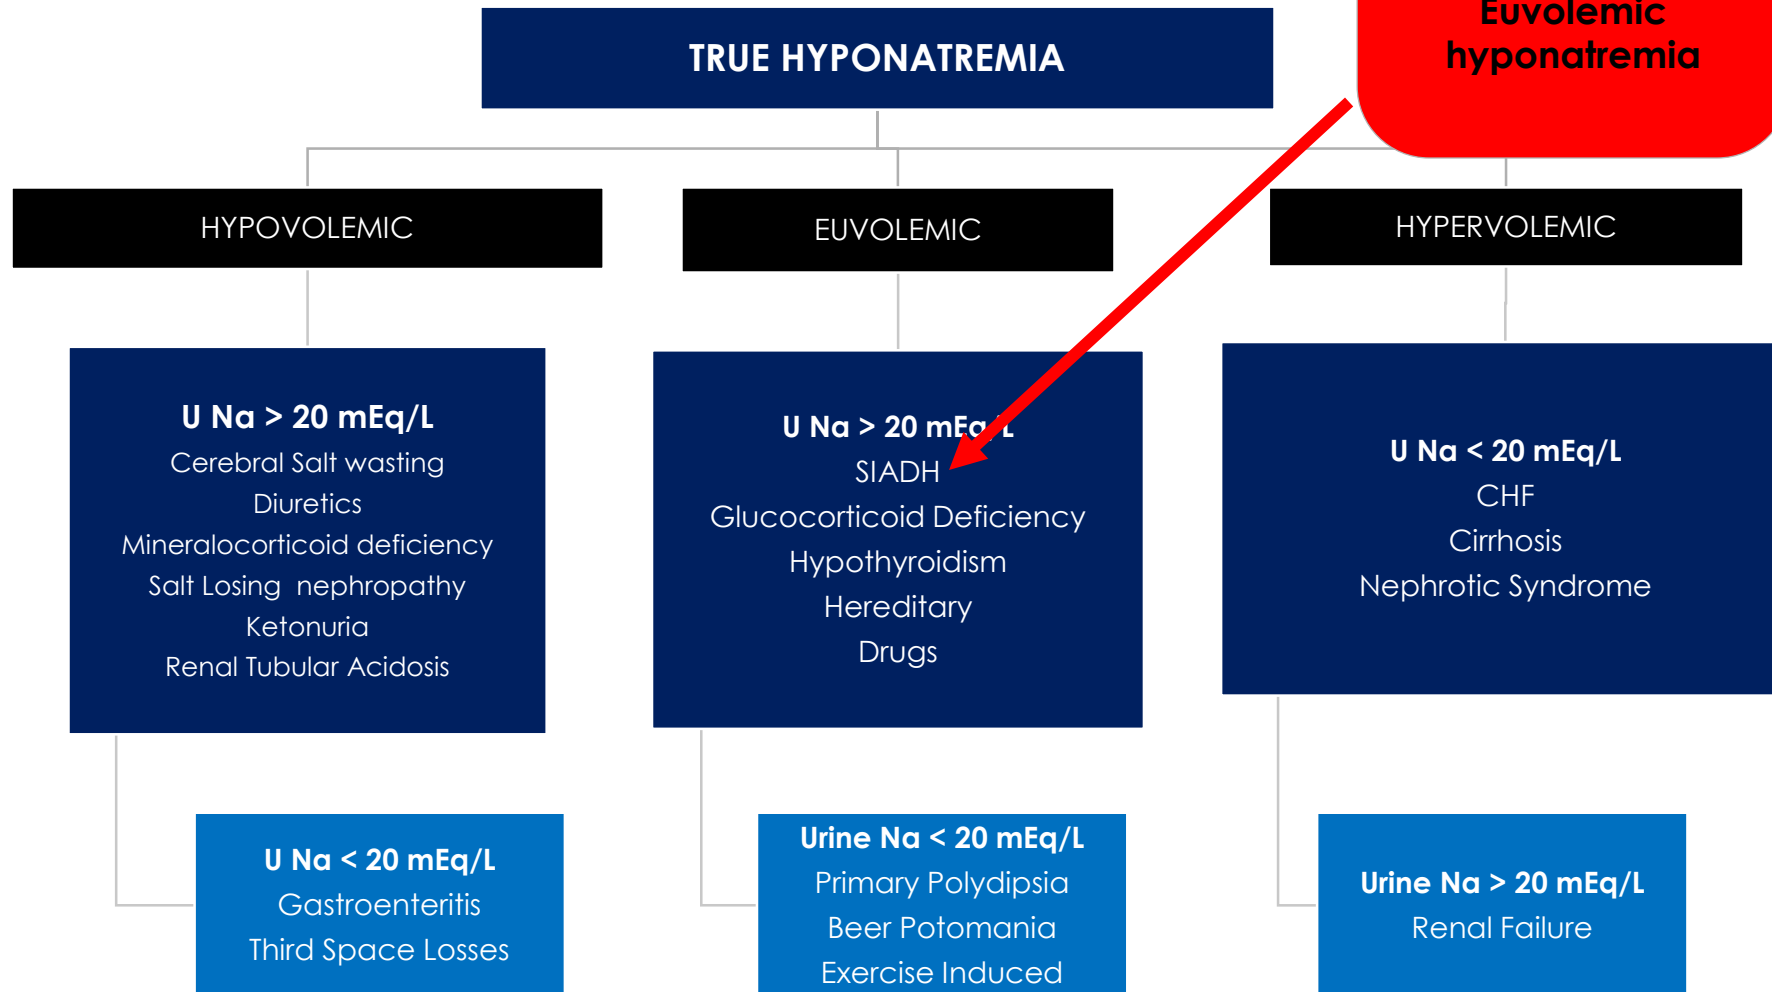 TRUE HYPONATREMIA
Euvolemic
hyponatremia
HYPOVOLEMIC
EUVOLEMIC
HYPERVOLEMIC
U Na > 20 mEq/L
Cerebral Salt wasting
Diuretics
Mineralocorticoid deficiency
Salt Losing nephropathy
Ketonuria
Renal Tubular Acidosis
U Na < 20 mEq/L
Gastroenteritis
Third Space Losses
U Na > 20 mEq/L
SIADH
Glucocorticoid Deficiency
Hypothyroidism
Hereditary
Drugs
Urine Na < 20 mEq/L
Primary Polydipsia
Beer Potomania
Exercise Induced
U Na < 20 mEq/L
CHF
Cirrhosis
Nephrotic Syndrome
Urine Na > 20 mEq/L
Renal Failure